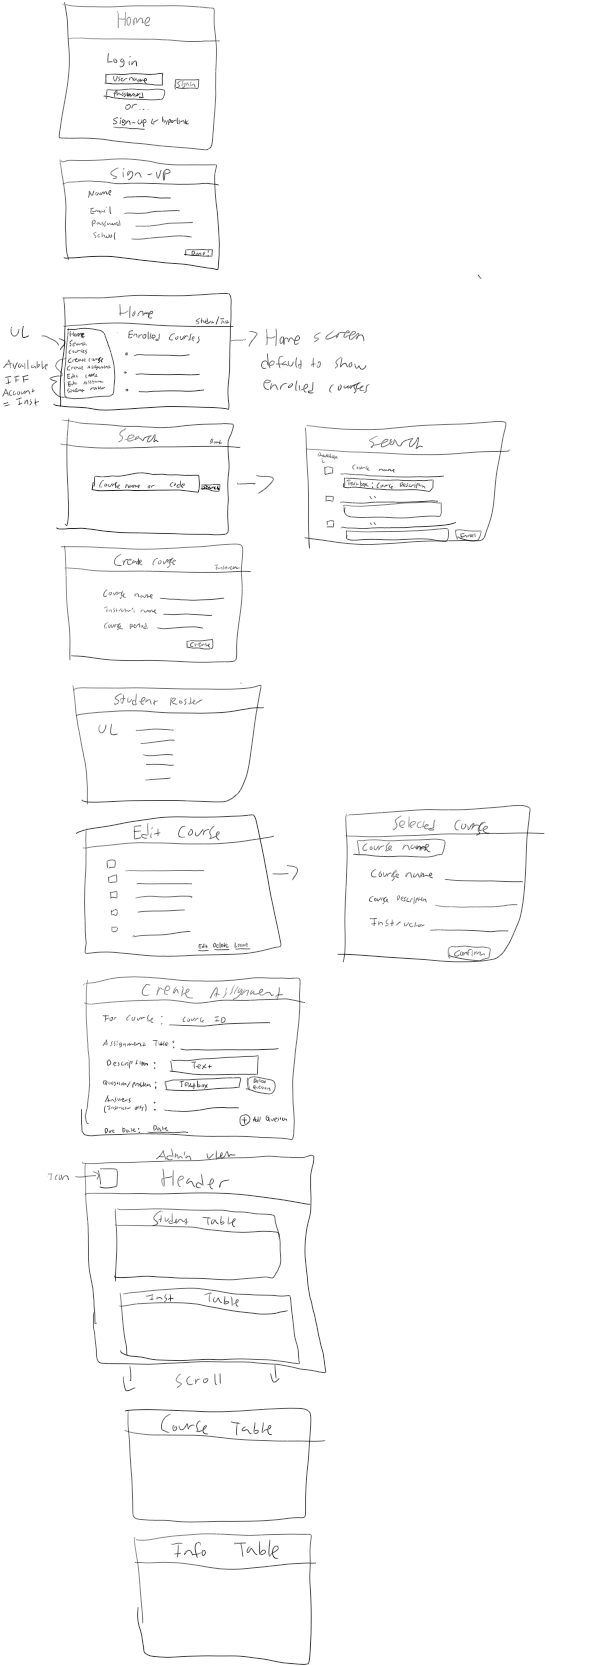 Home
Login
Username
Sign in
Password
or ...
Sign-up ← hyperlink
Sign-up
Name
Email
Password
School
Done!
Home
Student/Inst
UL
Home
Search
Courses
Create course
Create Assignment
Edit course
Edit Assignment
Student roster
Available
IFF
Account
= Inst
Enrolled Courses
Home screen
default to show
enrolled courses
Search
Course name or code
Search
Search
Checkbox
Course name
Textbox: Course Description
''
''
Enroll
Create course
Instructor
Course name
Instructor's name
Course period
Create
Student Roster
UL
Edit Course
Edit Delete
Selected Course
Course name
Course name
Course Description
Instructor
Confirm
Create Assignment
For course: Course ID
Assignment Title:
Description: Text
Question/problem: Textbox
Delete
Question
Answers
(Instructor only):
+ Add Question
Due Date: Date
Admin view
Icon
Header
Student Table
Inst Table
Scroll
Course Table
Info Table